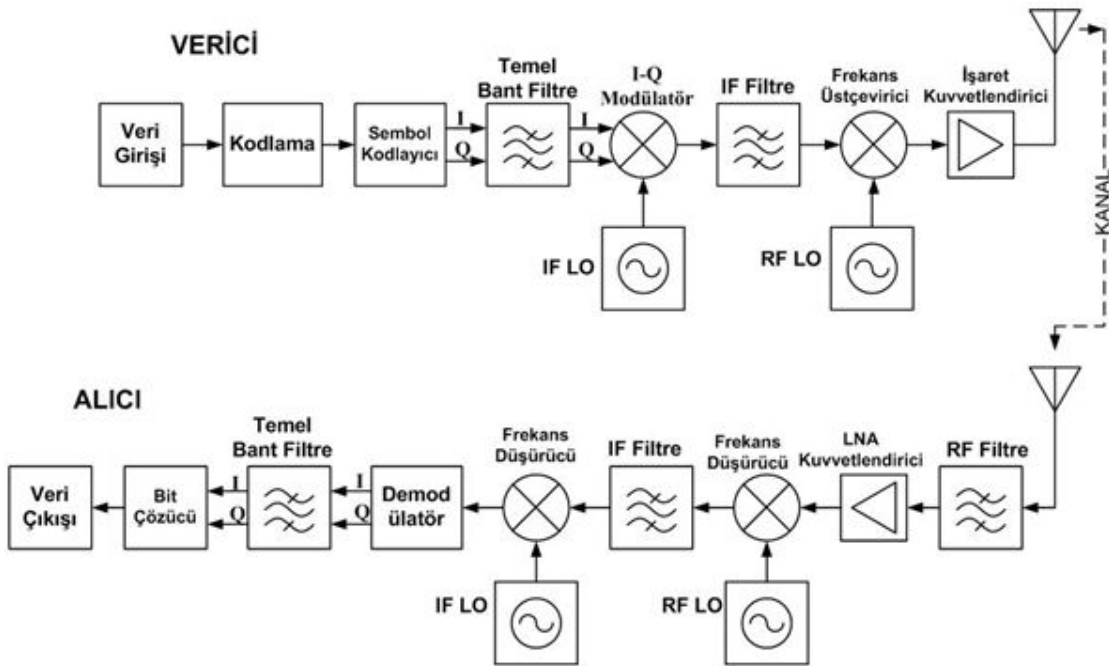 VERİCİ
Veri
Girişi
Kodlama
Sembol
Kodlayıcı
I
Q
Temel
Bant Filtre
I
Q
I-Q
Modülatör
IF LO
IF Filtre
Frekans
Üstçevirici
RF LO
İşaret
Kuvvetlendirici
KANAL
ALICI
Veri
Çıkışı
Bit
Çözücü
I
Q
Temel
Bant Filtre
I
Q
Demod
ülatör
Frekans
Düşürücü
IF LO
IF Filtre
Frekans
Düşürücü
RF LO
LNA
Kuvvetlendirici
RF Filtre